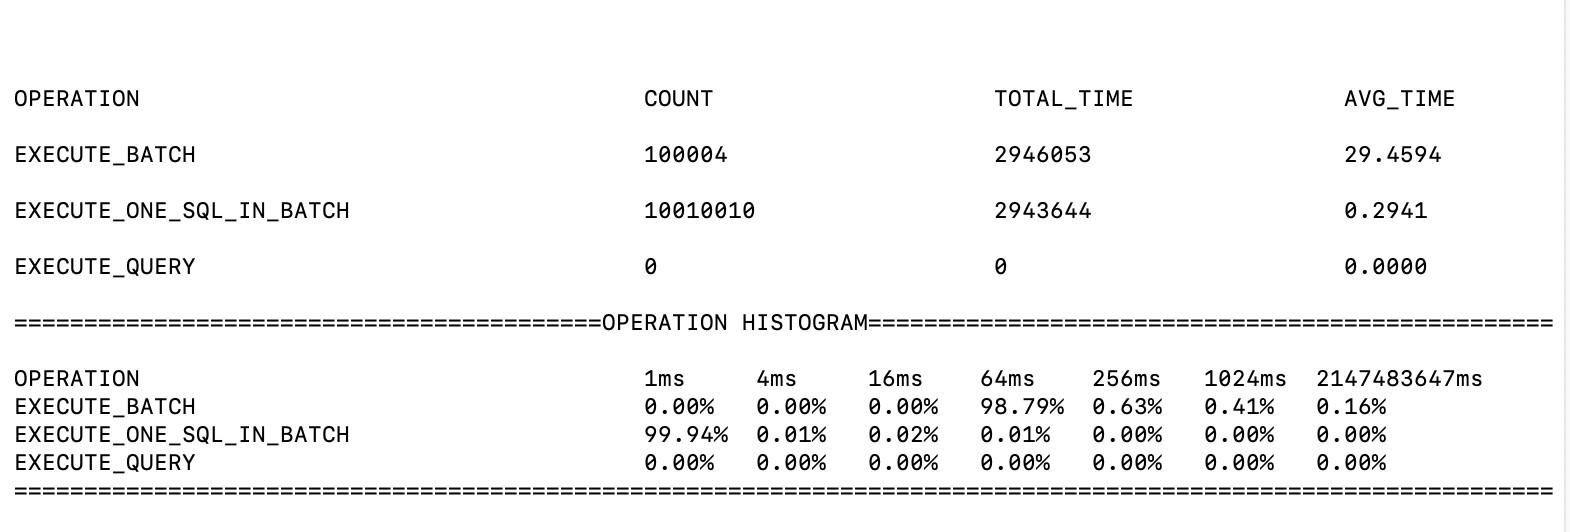 OPERATION COUNT TOTAL_TIME AVG_TIME
EXECUTE_BATCH 100004 2946053 29.4594
EXECUTE_ONE_SQL_IN_BATCH 10010010 2943644 0.2941
EXECUTE_QUERY 0 0 0.0000
==========================================OPERATION HISTOGRAM=================================================
OPERATION 1ms 4ms 16ms 64ms 256ms 1024ms 2147483647ms
EXECUTE_BATCH 0.00% 0.00% 0.00% 98.79% 0.63% 0.41% 0.16%
EXECUTE_ONE_SQL_IN_BATCH 99.94% 0.01% 0.02% 0.01% 0.00% 0.00% 0.00%
EXECUTE_QUERY 0.00% 0.00% 0.00% 0.00% 0.00% 0.00% 0.00%
==============================================================================================================